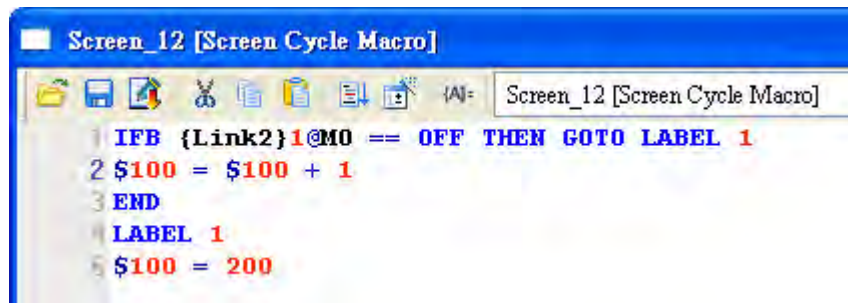 Screen_12 [Screen Cycle Macro]
{A}= Screen_12 [Screen Cycle Macro]
1 IFB {Link2}1@M0 == OFF THEN GOTO LABEL 1
2 $100 = $100 + 1
3 END
4 LABEL 1
5 $100 = 200